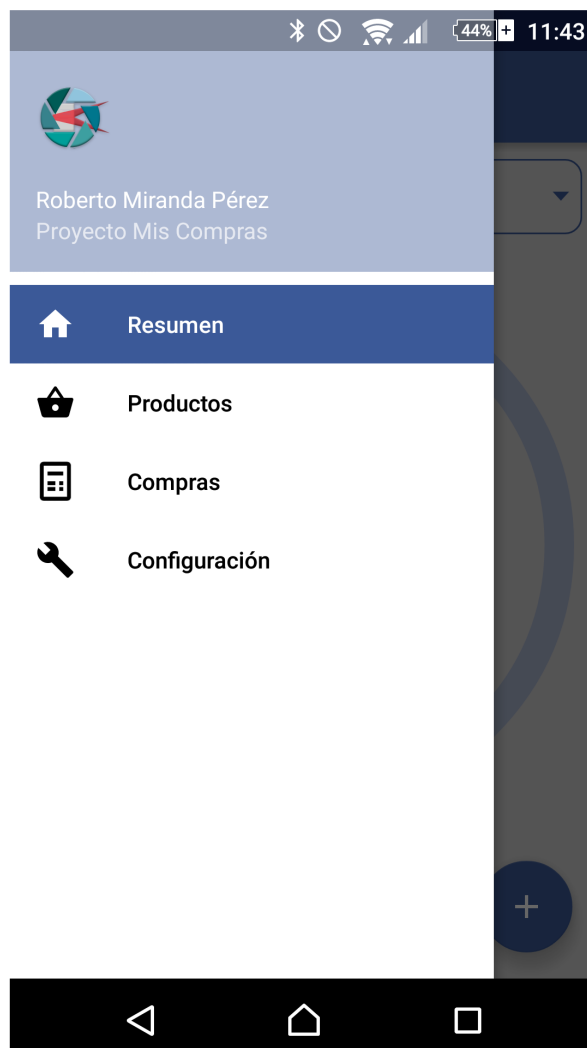 44%
11:43
Roberto Miranda Pérez
Proyecto Mis Compras
Resumen
Productos
Compras
Configuración